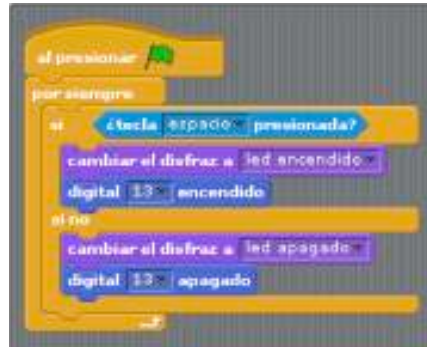 al presionar
por siempre
si ¿tecla espacio presionada?
cambiar el disfraz a led encendido
digital 13 encendido
si no
cambiar el disfraz a led apagado
digital 13 apagado